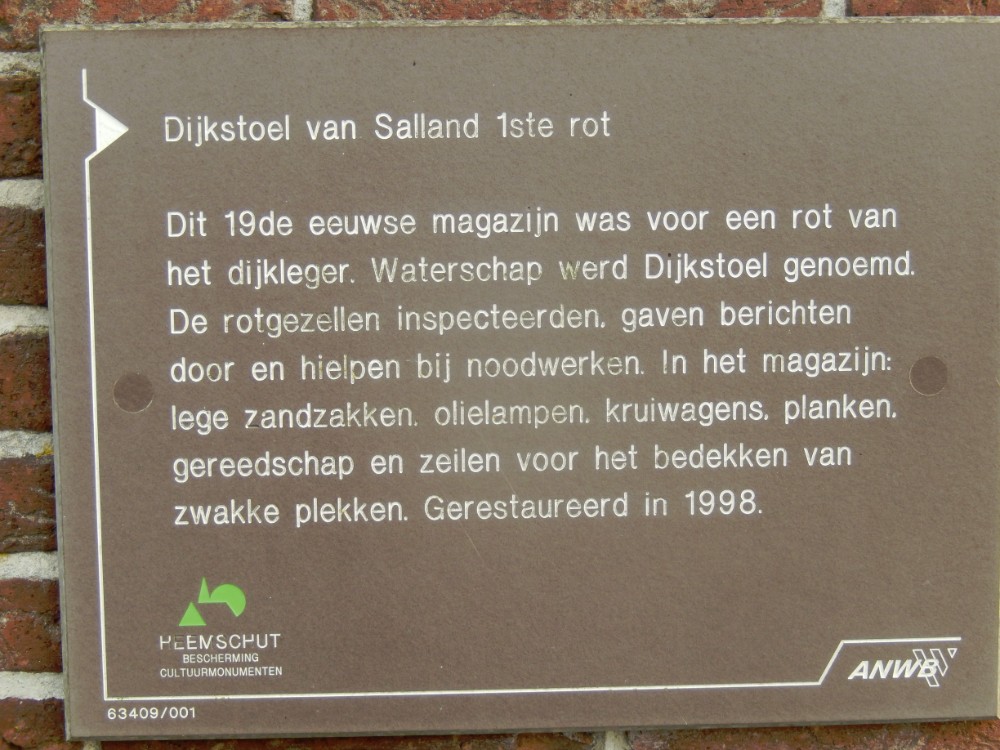 Dijkstoel van Salland 1ste rot
Dit 19de eeuwse magazijn was voor een rot van
het dijkleger. Waterschap werd Dijkstoel genoemd.
De rotgezellen inspecteerden, gaven berichten
door en hielpen bij noodwerken. In het magazijn:
lege zandzakken, olielampen, kruiwagens, planken,
gereedschap en zeilen voor het bedekken van
zwakke plekken. Gerestaureerd in 1998.
HEEMSCHUT
BESCHERMING
CULTUURMONUMENTEN
ANWB
63409/001